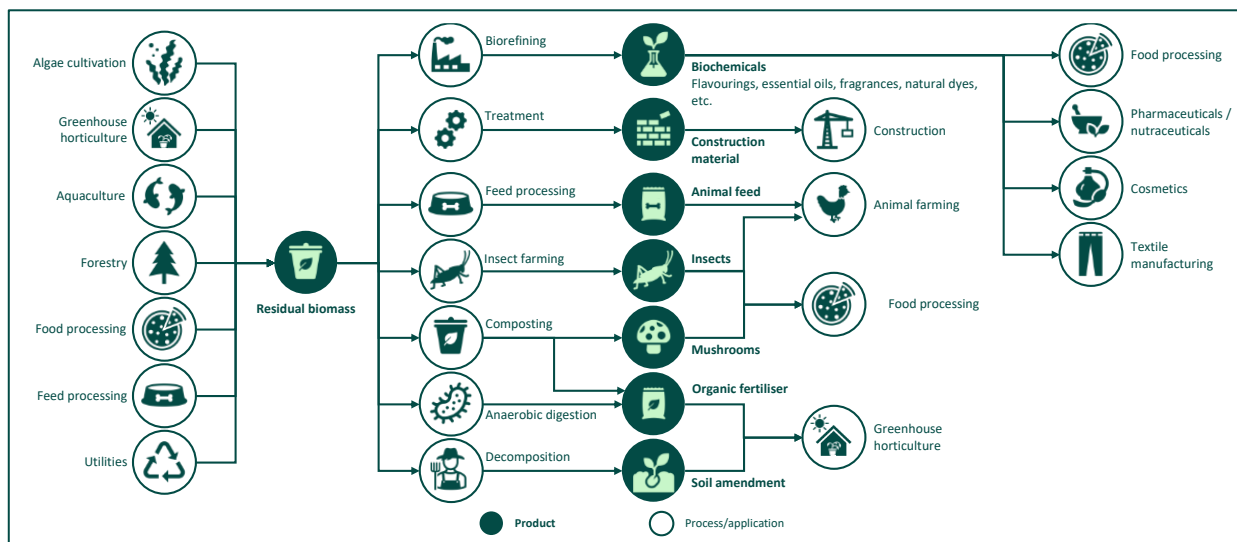 Algae cultivation
Greenhouse
horticulture
Aquaculture
Forestry
Food processing
Feed processing
Utilities
Residual biomass
Biorefining
Treatment
Feed processing
Insect farming
Composting
Anaerobic digestion
Decomposition
Biochemicals
Flavourings, essential oils, fragrances, natural dyes,
etc.
Construction
material
Animal feed
Insects
Mushrooms
Organic fertiliser
Soil amendment
Construction
Animal farming
Food processing
Greenhouse
horticulture
Food processing
Pharmaceuticals /
nutraceuticals
Cosmetics
Textile
manufacturing
Product
Process/application